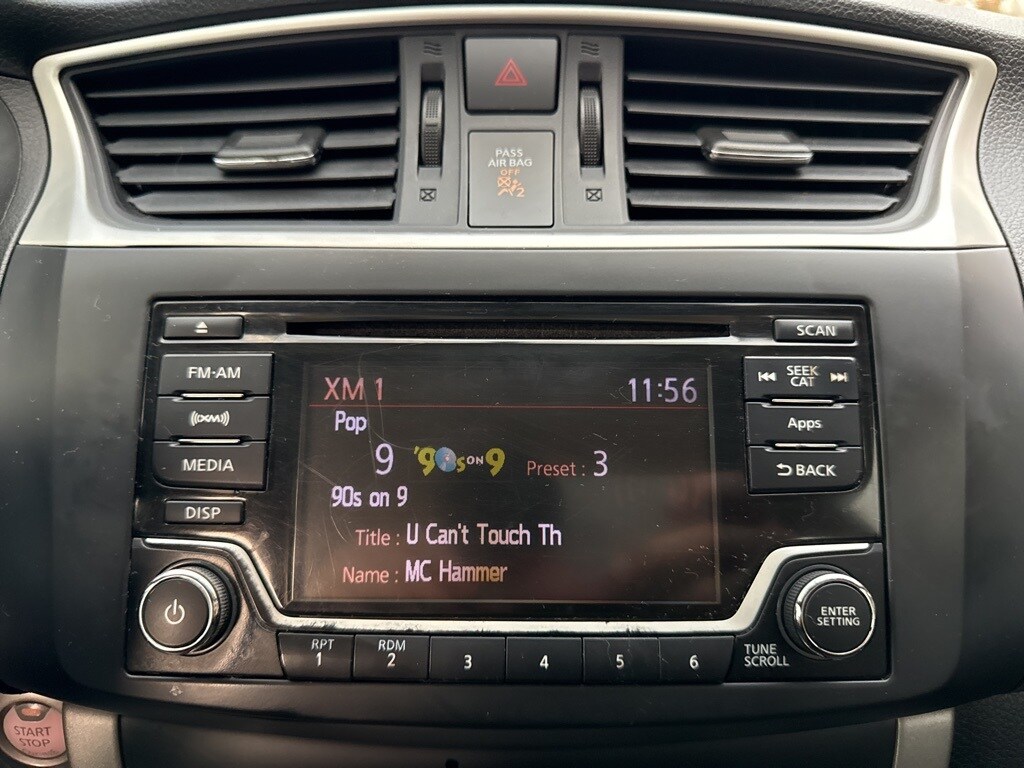 PASS
AIR BAG
OFF
2
SCAN
FM·AM
SEEK
CAT
((XM))
Apps
MEDIA
BACK
DISP
XM 1 11:56
Pop
9 '90s ON 9 Preset : 3
90s on 9
Title : U Can't Touch Th
Name : MC Hammer
ENTER
SETTING
TUNE
SCROLL
RPT
1
RDM
2
3
4
5
6
START
STOP